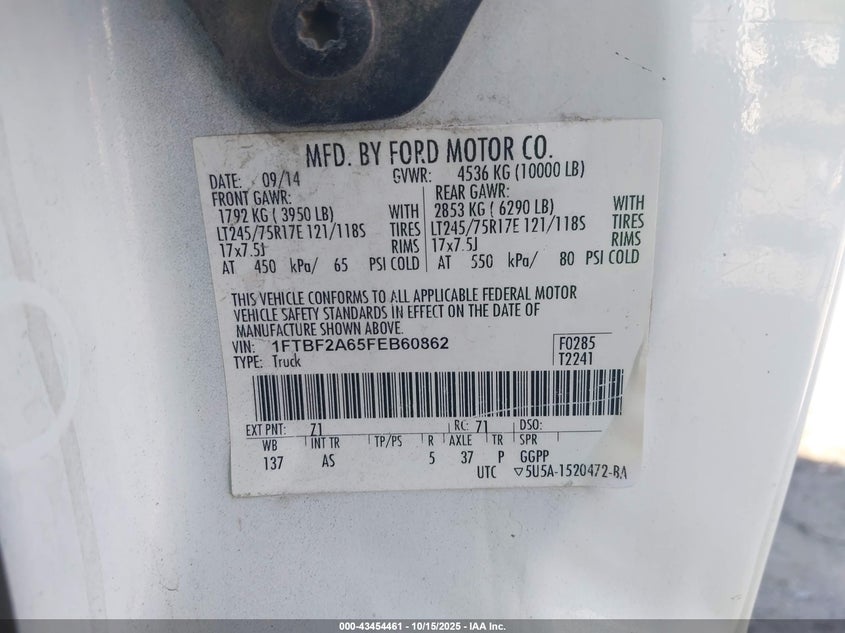 MFD. BY FORD MOTOR CO.
DATE: 09/14 GVWR: 4536 KG (10000 LB)
FRONT GAWR: REAR GAWR:
1792 KG ( 3950 LB) WITH 2853 KG ( 6290 LB) WITH
LT245/75R17E 121/118S TIRES LT245/75R17E 121/118S TIRES
17x7.5J RIMS 17x7.5J RIMS
AT 450 kPa/ 65 PSI COLD AT 550 kPa/ 80 PSI COLD
THIS VEHICLE CONFORMS TO ALL APPLICABLE FEDERAL MOTOR
VEHICLE SAFETY STANDARDS IN EFFECT ON THE DATE OF
MANUFACTURE SHOWN ABOVE.
VIN: 1FTBF2A65FEB60862 F0285
TYPE: Truck T2241
EXT PNT: Z1 RC: 71 DSO:
WB INT TR TP/PS R AXLE TR SPR
137 AS 5 37 P GGPP
UTC ▽5U5A-1520472-BA
000-43454461 - 10/15/2025 - IAA Inc.